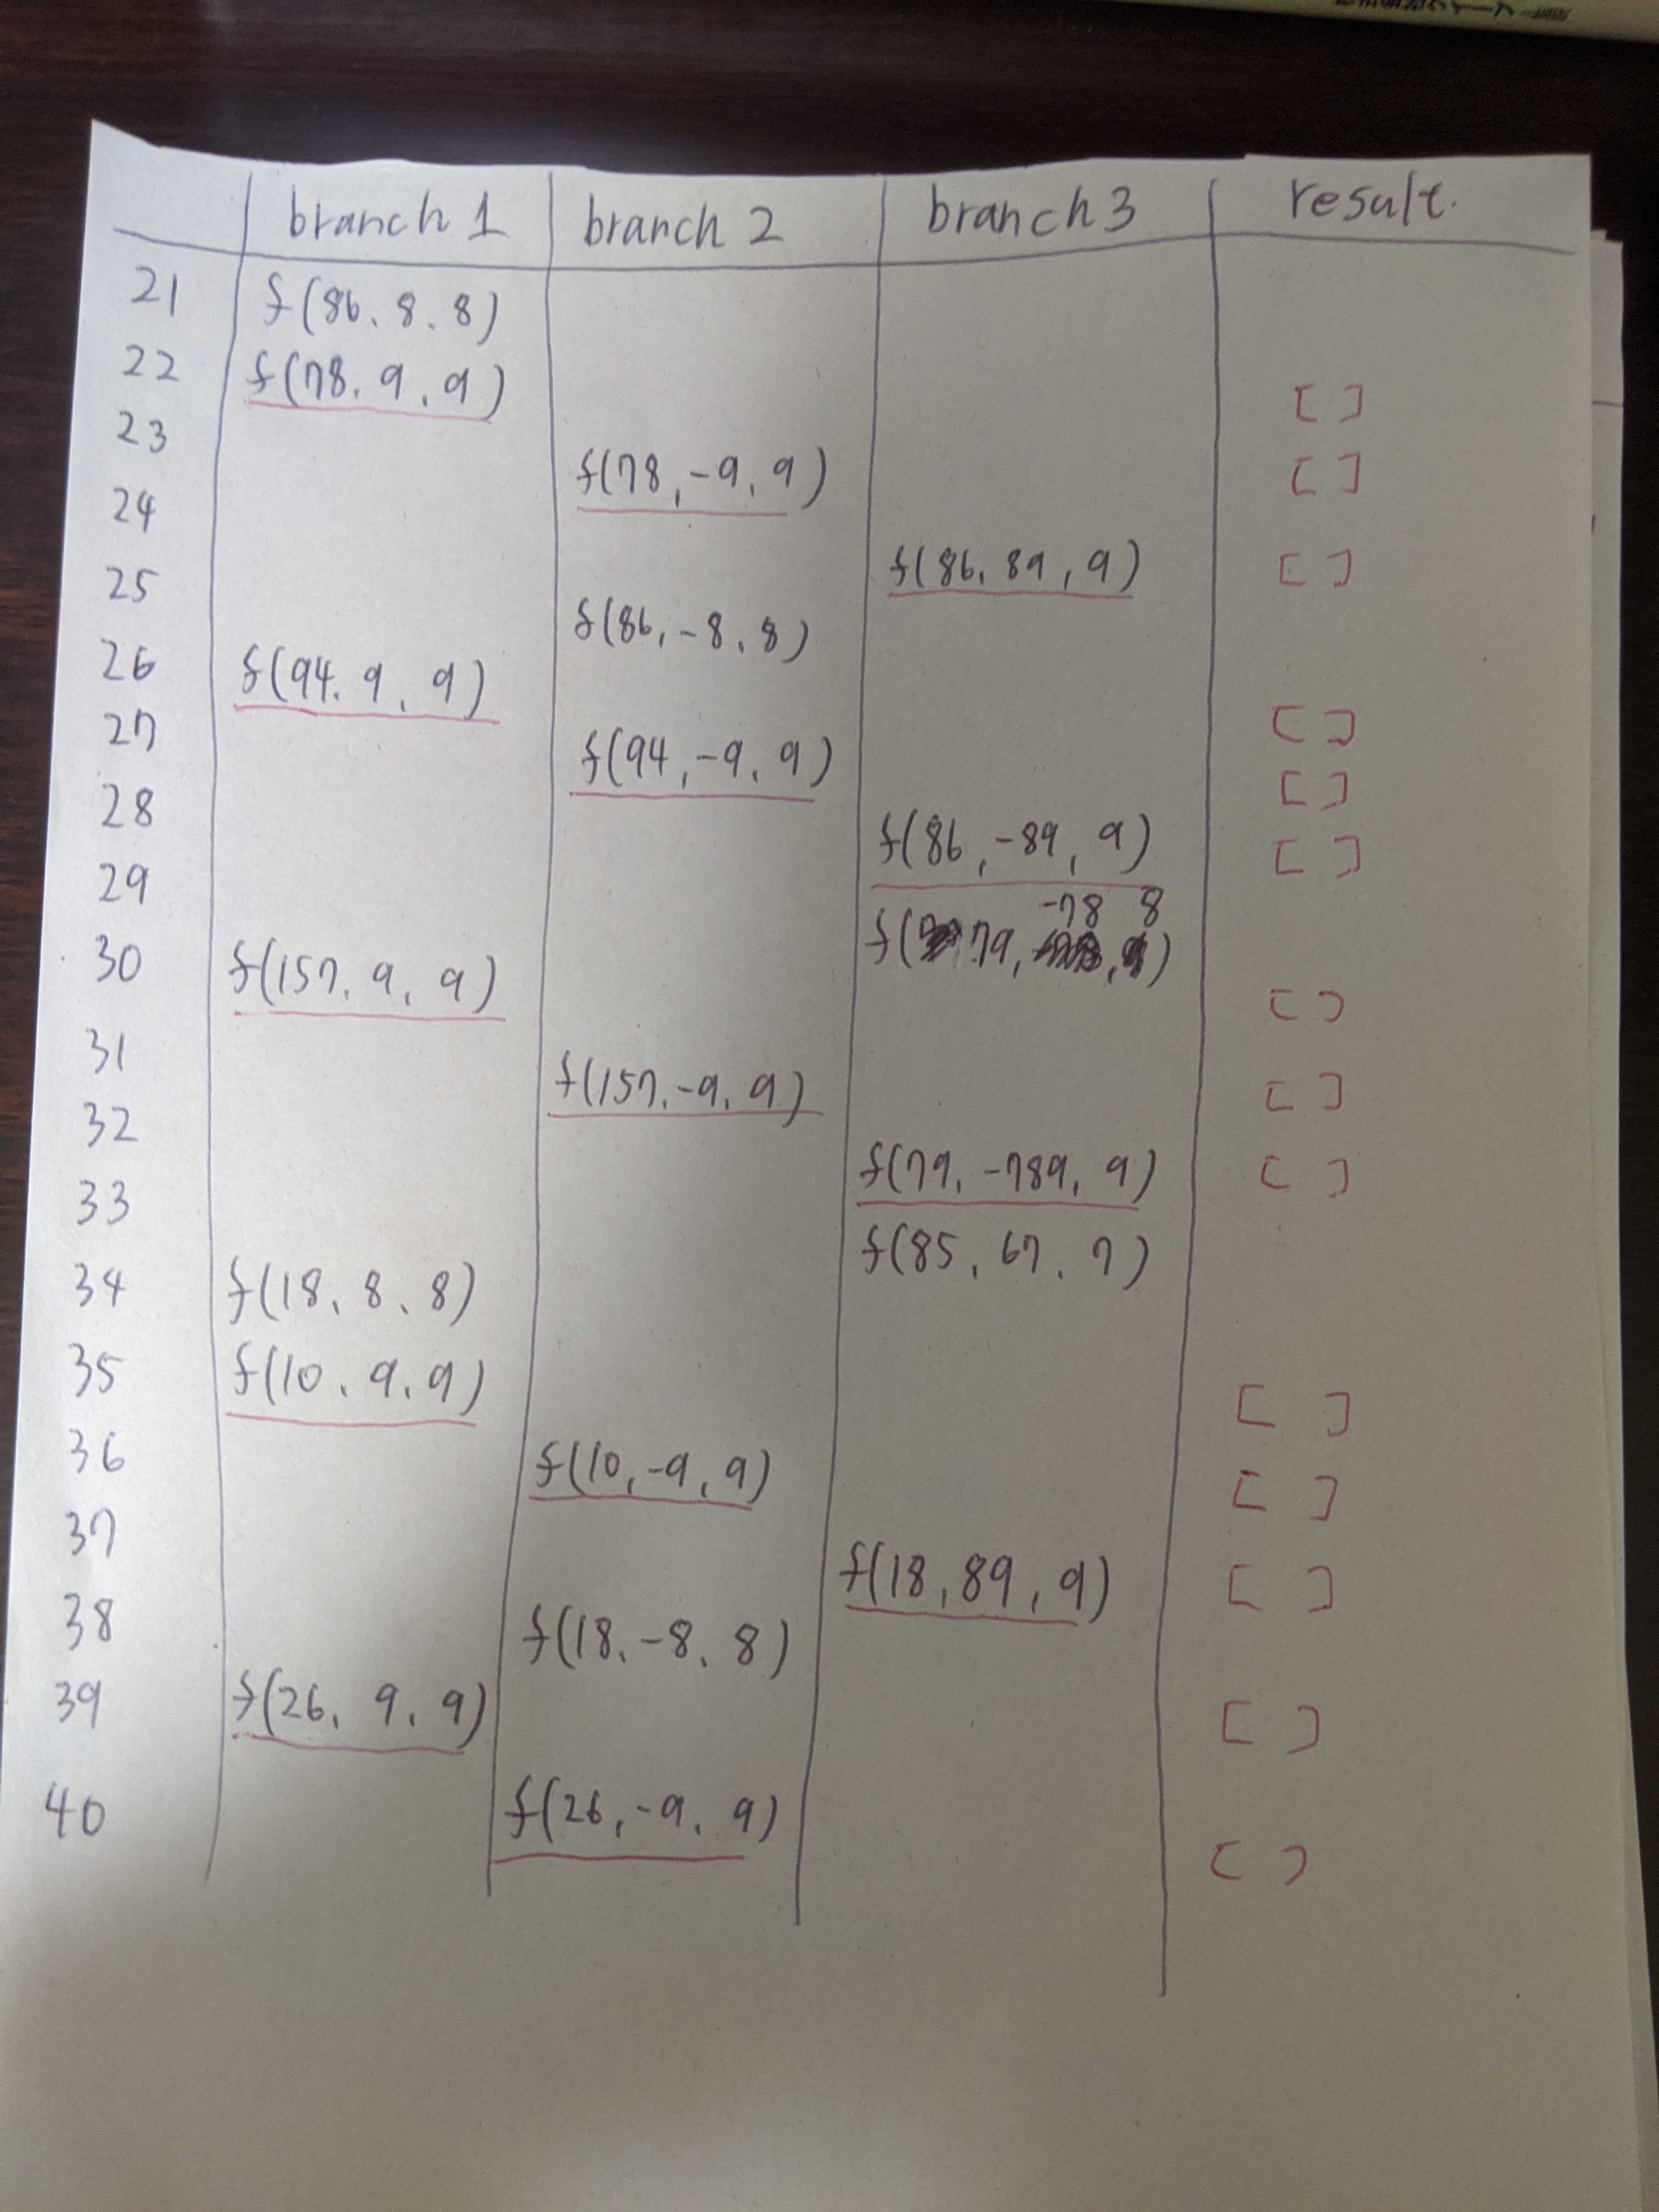 branch 1 branch 2 branch 3 result.
21 f(86, 8, 8)
22 f(78, 9, 9) [ ]
23 f(78, -9, 9) [ ]
24 f(86, 89, 9) [ ]
25 f(86, -8, 8)
26 f(94, 9, 9) [ ]
27 f(94, -9, 9) [ ]
28 f(86, -89, 9) [ ]
29 f(79, -78, 8)
30 f(157, 9, 9) [ ]
31 f(157, -9, 9) [ ]
32 f(79, -789, 9) [ ]
33 f(85, 67, 7)
34 f(18, 8, 8)
35 f(10, 9, 9) [ ]
36 f(10, -9, 9) [ ]
37 f(18, 89, 9) [ ]
38 f(18, -8, 8)
39 f(26, 9, 9) [ ]
40 f(26, -9, 9) [ ]